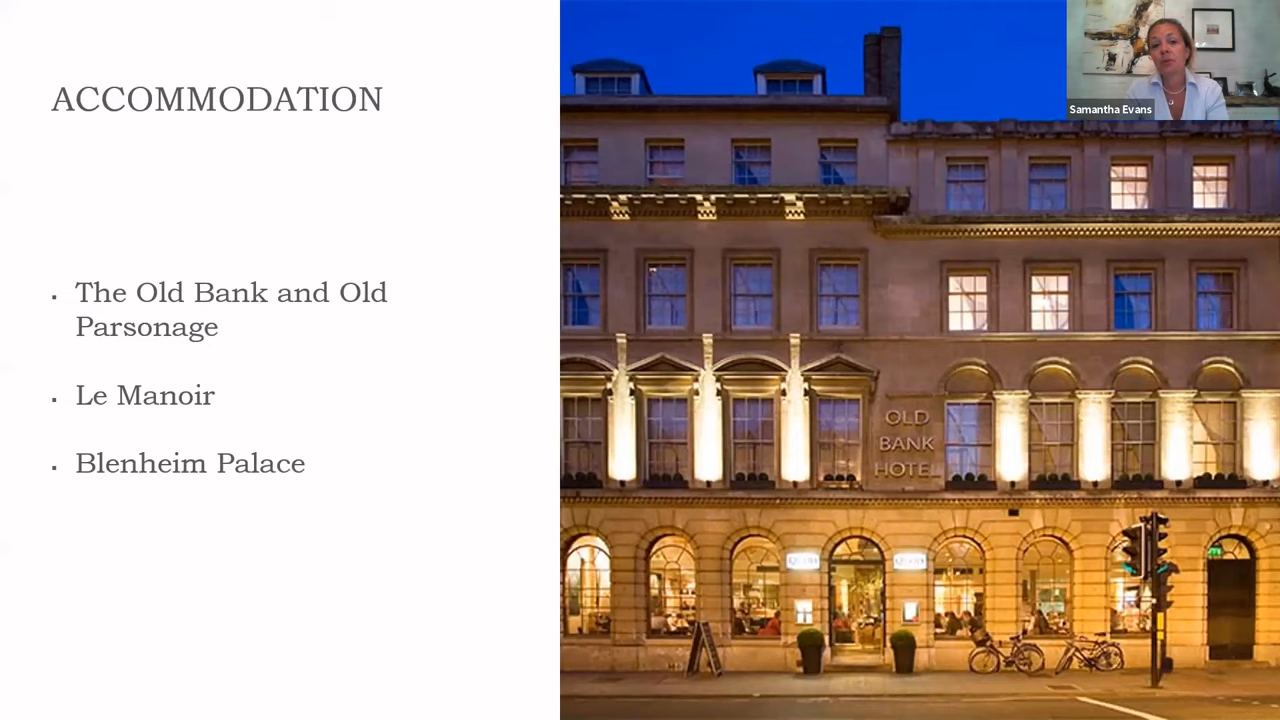 ACCOMMODATION
Samantha Evans
▪ The Old Bank and Old
Parsonage
▪ Le Manoir
▪ Blenheim Palace
OLD
BANK
HOTEL